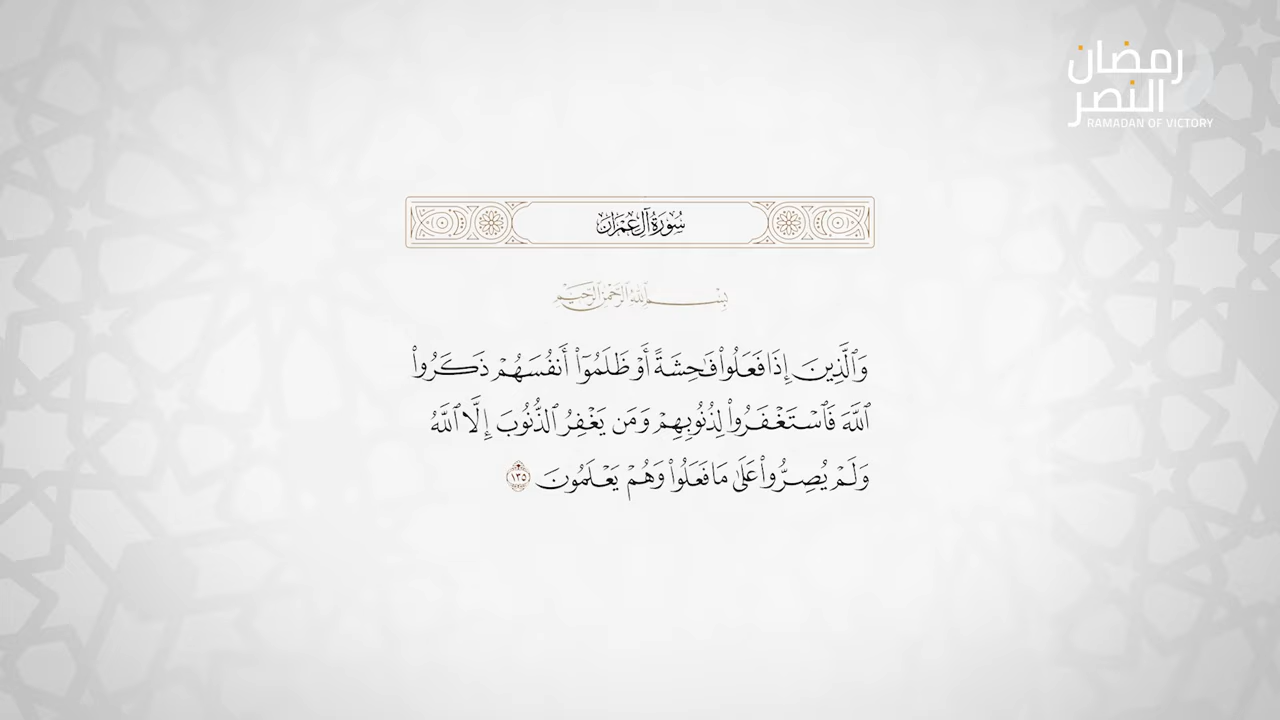 رمضان
النصر
RAMADAN OF VICTORY
سُورَةُ آلِ عِمْرَانَ
بِسْمِ ٱللَّهِ ٱلرَّحْمَٰنِ ٱلرَّحِيمِ
وَٱلَّذِينَ إِذَا فَعَلُوا۟ فَٰحِشَةً أَوْ ظَلَمُوٓا۟ أَنفُسَهُمْ ذَكَرُوا۟
ٱللَّهَ فَٱسْتَغْفَرُوا۟ لِذُنُوبِهِمْ وَمَن يَغْفِرُ ٱلذُّنُوبَ إِلَّا ٱللَّهُ
وَلَمْ يُصِرُّوا۟ عَلَىٰ مَا فَعَلُوا۟ وَهُمْ يَعْلَمُونَ ١٣٥